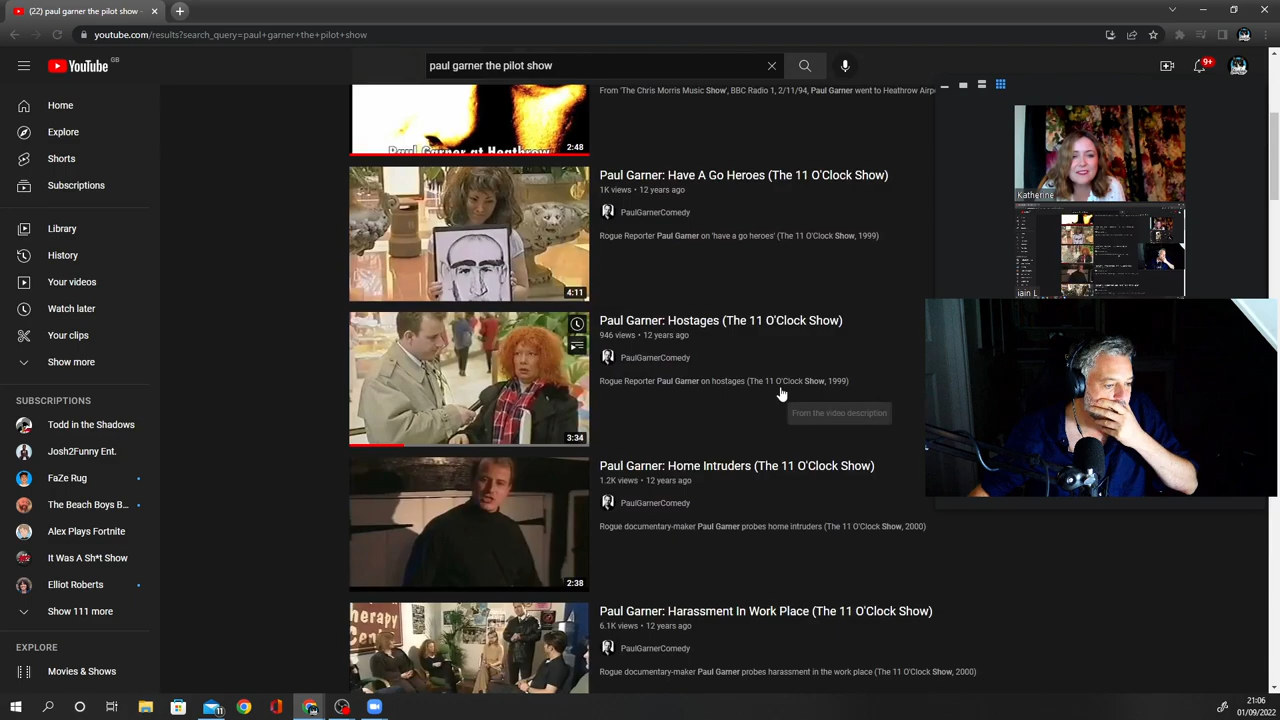 (22) paul garner the pilot show -
youtube.com/results?search_query=paul+garner+the+pilot+show
YouTube GB
paul garner the pilot show
9+
Home
Explore
Shorts
Subscriptions
Library
History
Your videos
Watch later
Your clips
Show more
SUBSCRIPTIONS
Todd in the Shadows
Josh2Funny Ent.
FaZe Rug
The Beach Boys B...
Alex Plays Fortnite
It Was A Sh*t Show
Elliot Roberts
Show 111 more
EXPLORE
Movies & Shows
From 'The Chris Morris Music Show', BBC Radio 1, 2/11/94, Paul Garner went to Heathrow Airpo
Paul Garner at Heathrow
2:48
Paul Garner: Have A Go Heroes (The 11 O'Clock Show)
1K views • 12 years ago
PaulGarnerComedy
Rogue Reporter Paul Garner on 'have a go heroes' (The 11 O'Clock Show, 1999)
4:11
Paul Garner: Hostages (The 11 O'Clock Show)
946 views • 12 years ago
PaulGarnerComedy
Rogue Reporter Paul Garner on hostages (The 11 O'Clock Show, 1999)
From the video description
3:34
Paul Garner: Home Intruders (The 11 O'Clock Show)
1.2K views • 12 years ago
PaulGarnerComedy
Rogue documentary-maker Paul Garner probes home intruders (The 11 O'Clock Show, 2000)
2:38
Paul Garner: Harassment In Work Place (The 11 O'Clock Show)
6.1K views • 12 years ago
PaulGarnerComedy
Rogue documentary-maker Paul Garner probes harassment in the work place (The 11 O'Clock Show, 2000)
Katherine
Iain L
11
21:06
01/09/2022